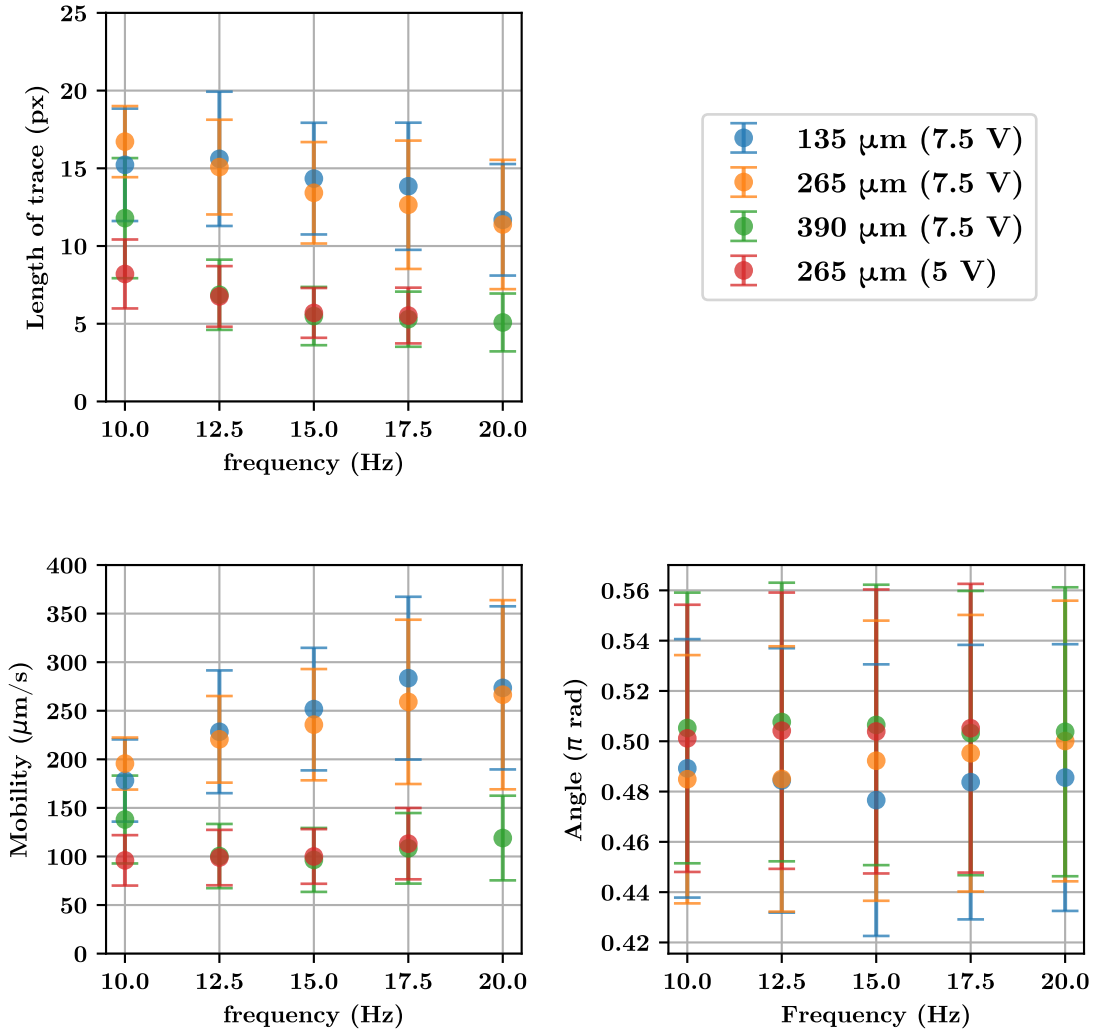 25
20
15
10
5
0
Length of trace (px)
10.0 12.5 15.0 17.5 20.0
frequency (Hz)
135 μm (7.5 V)
265 μm (7.5 V)
390 μm (7.5 V)
265 μm (5 V)
400
350
300
250
200
150
100
50
0
Mobility (μm/s)
10.0 12.5 15.0 17.5 20.0
frequency (Hz)
0.56
0.54
0.52
0.50
0.48
0.46
0.44
0.42
Angle (π rad)
10.0 12.5 15.0 17.5 20.0
Frequency (Hz)